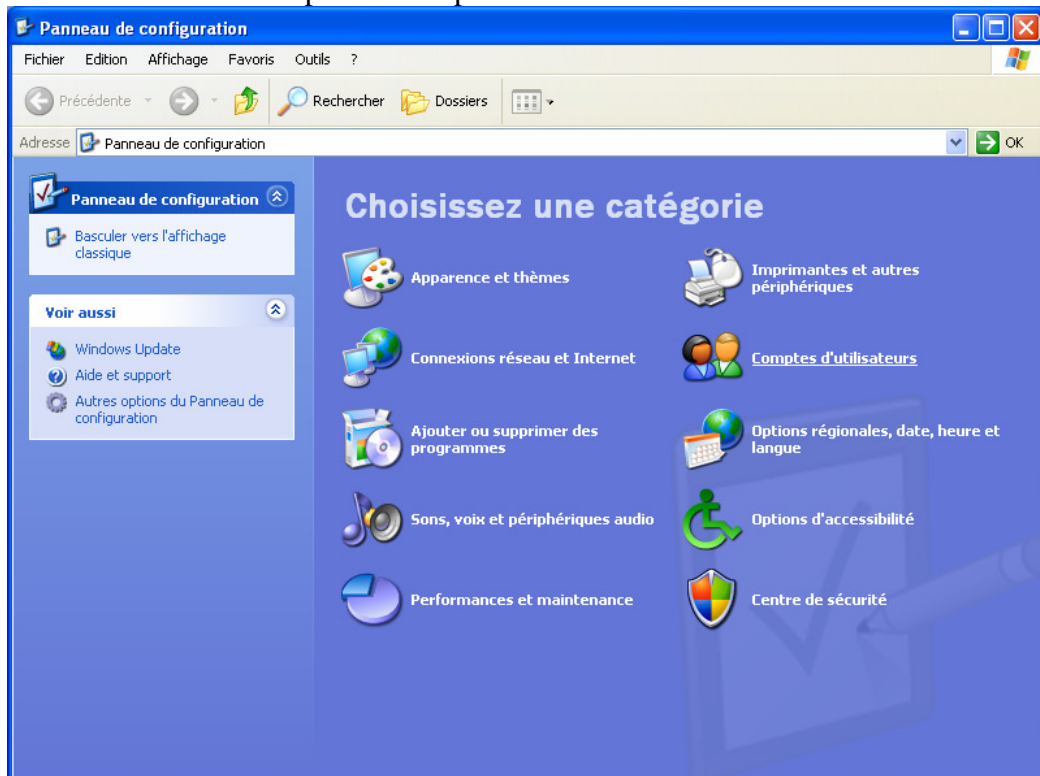 Panneau de configuration
Fichier Edition Affichage Favoris Outils ?
Précédente Rechercher Dossiers
Adresse Panneau de configuration OK
Panneau de configuration
Basculer vers l'affichage
classique
Voir aussi
Windows Update
Aide et support
Autres options du Panneau de
configuration
Choisissez une catégorie
Apparence et thèmes
Imprimantes et autres
périphériques
Connexions réseau et Internet
Comptes d'utilisateurs
Ajouter ou supprimer des
programmes
Options régionales, date, heure et
langue
Sons, voix et périphériques audio
Options d'accessibilité
Performances et maintenance
Centre de sécurité